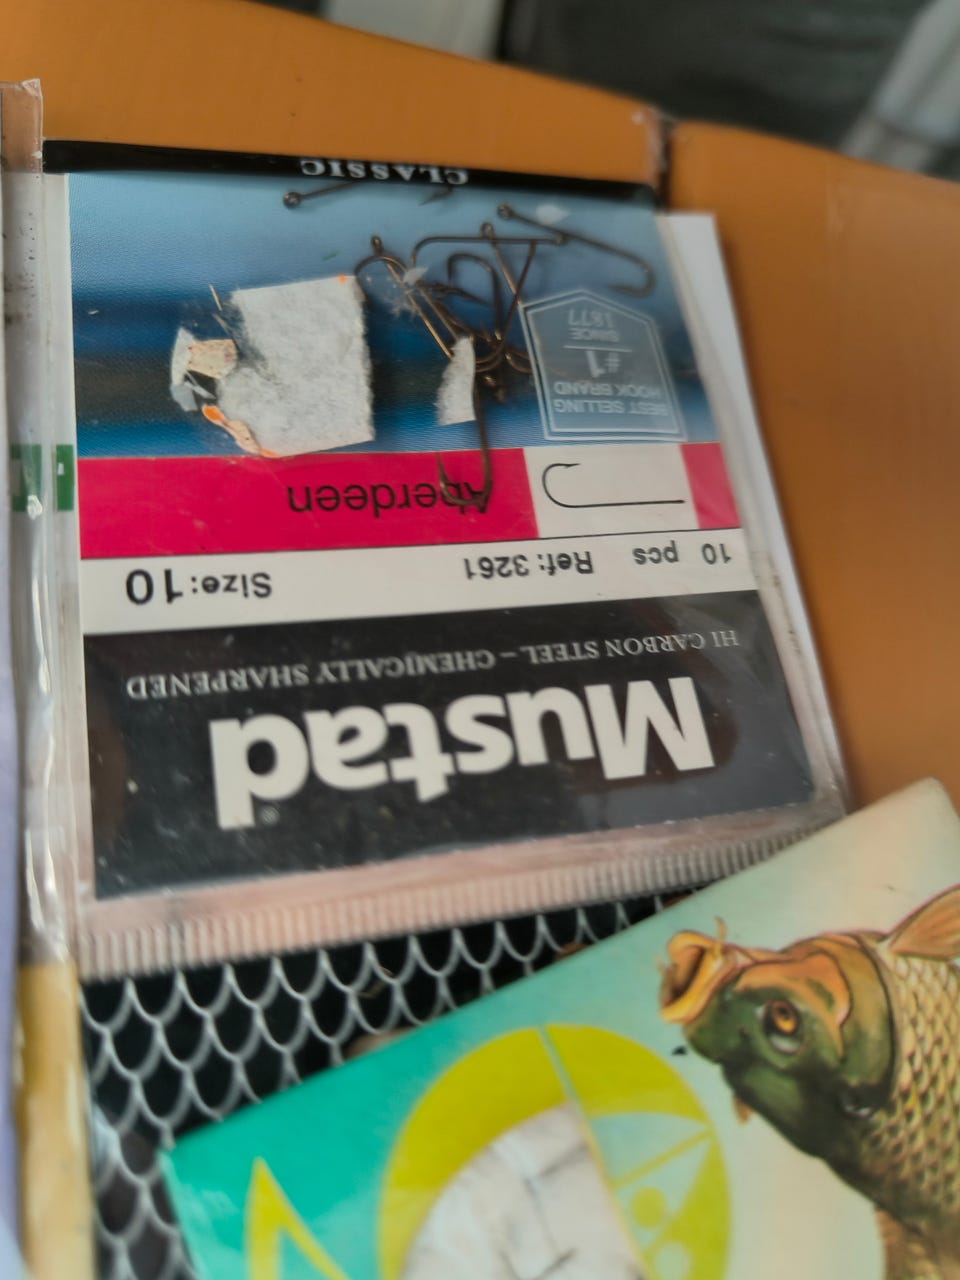 Mustad
HI CARBON STEEL – CHEMICALLY SHARPENED
10 pcs Ref: 3261 Size: 10
Aberdeen
BEST SELLING
HOOK BRAND
#1
SINCE
1877
CLASSIC